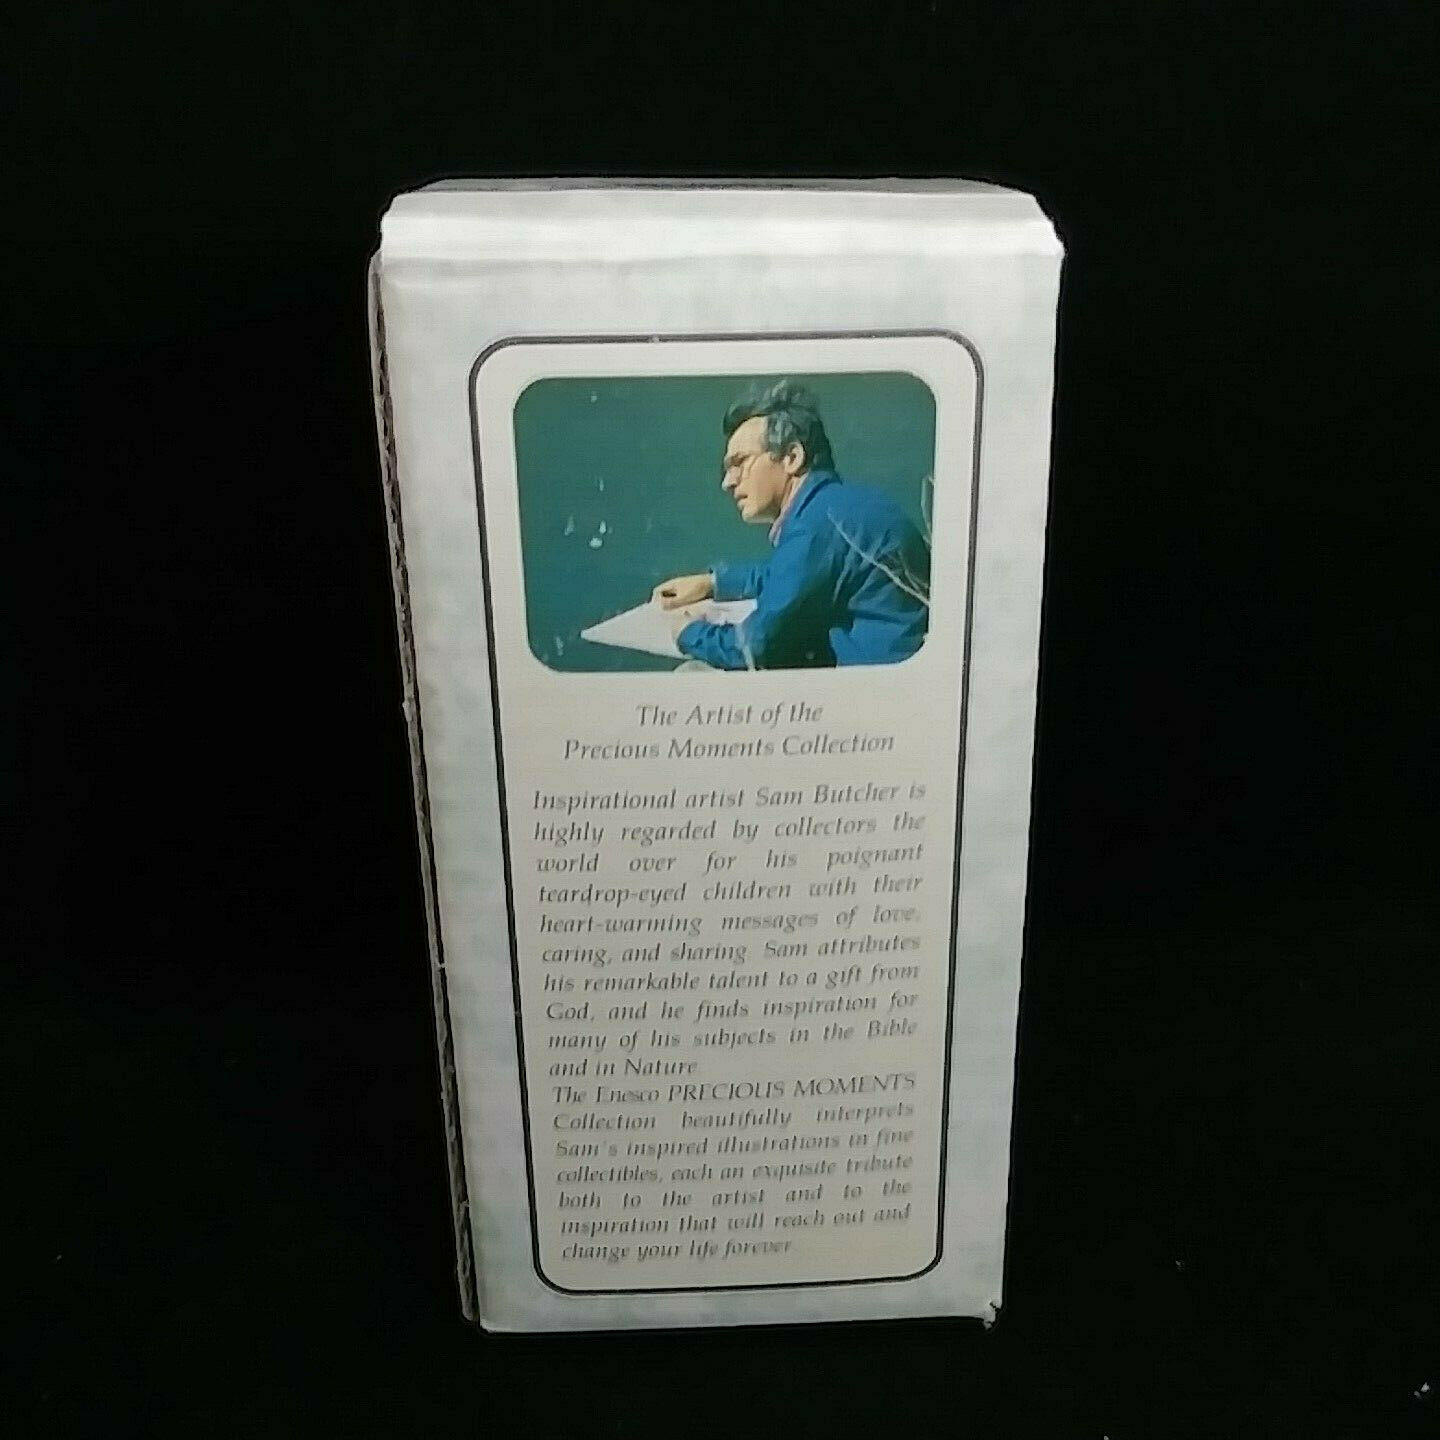 The Artist of the
Precious Moments Collection
Inspirational artist Sam Butcher is
highly regarded by collectors the
world over for his poignant
teardrop-eyed children with their
heart-warming messages of love,
caring, and sharing. Sam attributes
his remarkable talent to a gift from
God, and he finds inspiration for
many of his subjects in the Bible
and in Nature.
The Enesco PRECIOUS MOMENTS
Collection beautifully interprets
Sam's inspired illustrations in fine
collectibles, each an exquisite tribute
both to the artist and to the
inspiration that will reach out and
change your life forever.